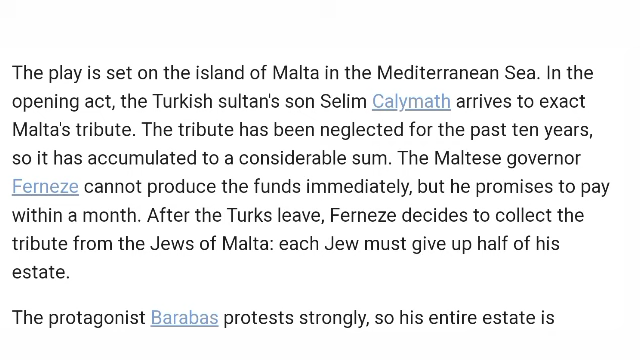 The play is set on the island of Malta in the Mediterranean Sea. In the
opening act, the Turkish sultan's son Selim Calymath arrives to exact
Malta's tribute. The tribute has been neglected for the past ten years,
so it has accumulated to a considerable sum. The Maltese governor
Ferneze cannot produce the funds immediately, but he promises to pay
within a month. After the Turks leave, Ferneze decides to collect the
tribute from the Jews of Malta: each Jew must give up half of his
estate.
The protagonist Barabas protests strongly, so his entire estate is